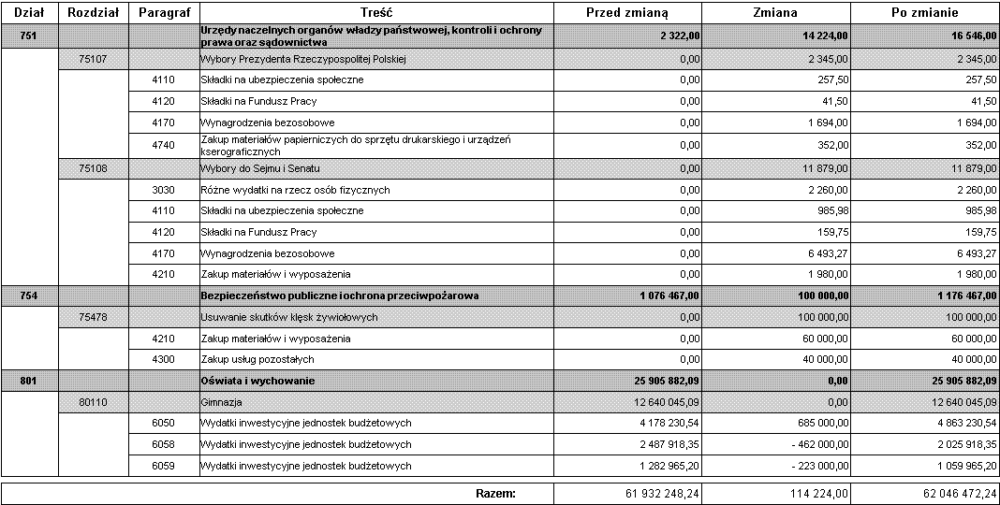 Dział Rozdział Paragraf Treść Przed zmianą Zmiana Po zmianie
751 Urzędy naczelnych organów władzy państwowej, kontroli i ochrony prawa oraz sądownictwa 2 322,00 14 224,00 16 546,00
75107 Wybory Prezydenta Rzeczypospolitej Polskiej 0,00 2 345,00 2 345,00
4110 Składki na ubezpieczenia społeczne 0,00 257,50 257,50
4120 Składki na Fundusz Pracy 0,00 41,50 41,50
4170 Wynagrodzenia bezosobowe 0,00 1 694,00 1 694,00
4740 Zakup materiałów papierniczych do sprzętu drukarskiego i urządzeń kserograficznych 0,00 352,00 352,00
75108 Wybory do Sejmu i Senatu 0,00 11 879,00 11 879,00
3030 Różne wydatki na rzecz osób fizycznych 0,00 2 260,00 2 260,00
4110 Składki na ubezpieczenia społeczne 0,00 985,98 985,98
4120 Składki na Fundusz Pracy 0,00 159,75 159,75
4170 Wynagrodzenia bezosobowe 0,00 6 493,27 6 493,27
4210 Zakup materiałów i wyposażenia 0,00 1 980,00 1 980,00
754 Bezpieczeństwo publiczne i ochrona przeciwpożarowa 1 076 467,00 100 000,00 1 176 467,00
75478 Usuwanie skutków klęsk żywiołowych 0,00 100 000,00 100 000,00
4210 Zakup materiałów i wyposażenia 0,00 60 000,00 60 000,00
4300 Zakup usług pozostałych 0,00 40 000,00 40 000,00
801 Oświata i wychowanie 25 905 882,09 0,00 25 905 882,09
80110 Gimnazja 12 640 045,09 0,00 12 640 045,09
6050 Wydatki inwestycyjne jednostek budżetowych 4 178 230,54 685 000,00 4 863 230,54
6058 Wydatki inwestycyjne jednostek budżetowych 2 487 918,35 - 462 000,00 2 025 918,35
6059 Wydatki inwestycyjne jednostek budżetowych 1 282 965,20 - 223 000,00 1 059 965,20
Razem: 61 932 248,24 114 224,00 62 046 472,24